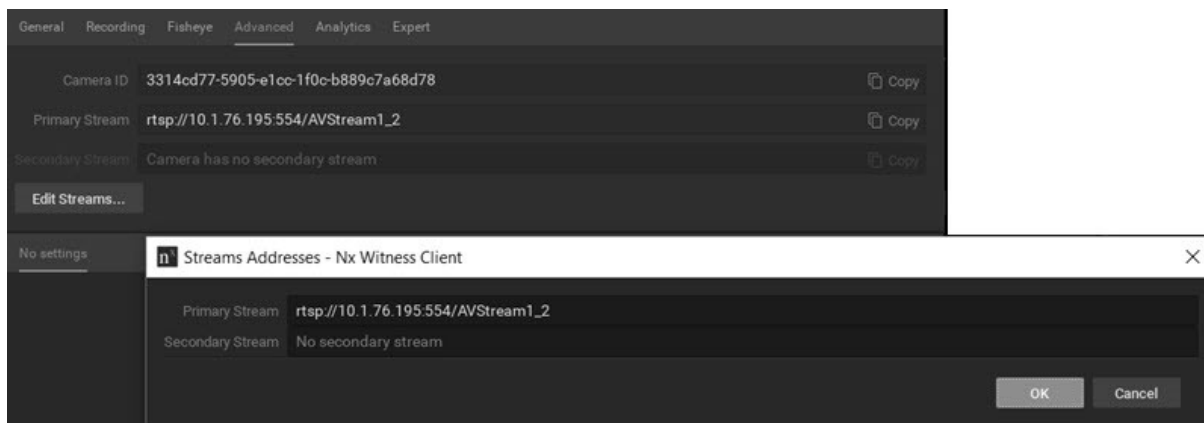 General Recording Fisheye Advanced Analytics Expert
Camera ID 3314cd77-5905-e1cc-1f0c-b889c7a68d78 Copy
Primary Stream rtsp://10.1.76.195:554/AVStream1_2 Copy
Secondary Stream Camera has no secondary stream Copy
Edit Streams...
No settings
Streams Addresses - Nx Witness Client
Primary Stream rtsp://10.1.76.195:554/AVStream1_2
Secondary Stream No secondary stream
OK Cancel